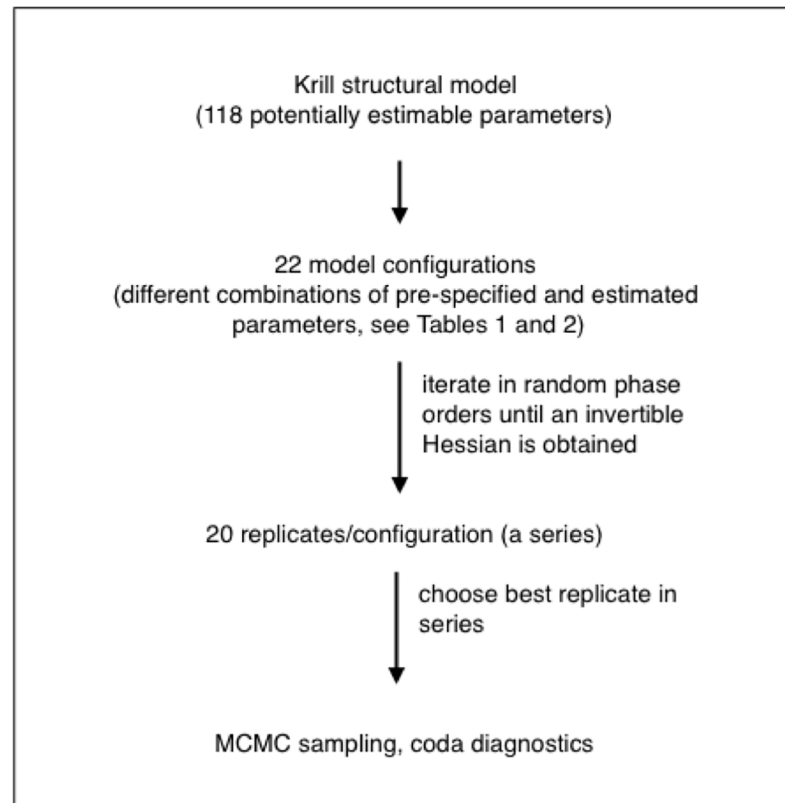 Krill structural model
(118 potentially estimable parameters)
22 model configurations
(different combinations of pre-specified and estimated
parameters, see Tables 1 and 2)
iterate in random phase
orders until an invertible
Hessian is obtained
20 replicates/configuration (a series)
choose best replicate in
series
MCMC sampling, coda diagnostics